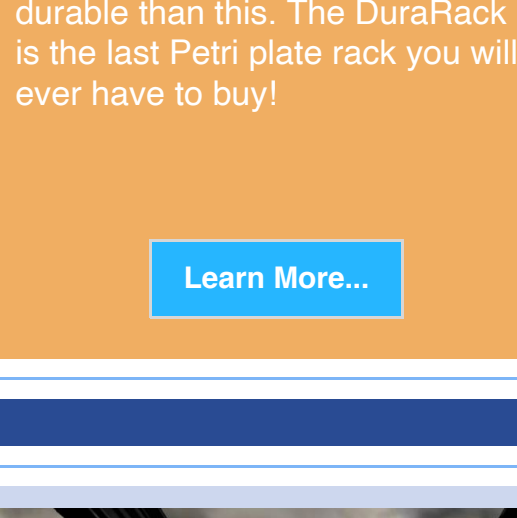 durable than this. The DuraRack
is the last Petri plate rack you will
ever have to buy!
Learn More...